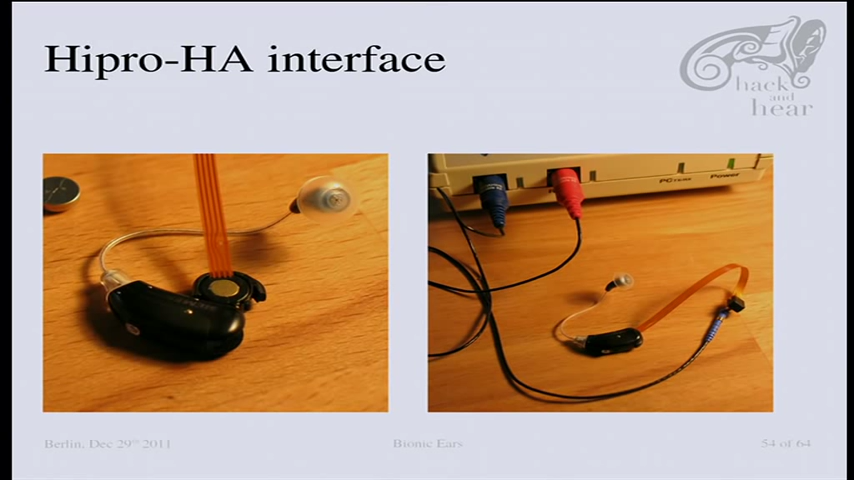 Hipro-HA interface
hack
and
hear
PC
Power
Berlin, Dec 29th 2011
Bionic Ears
54 of 64